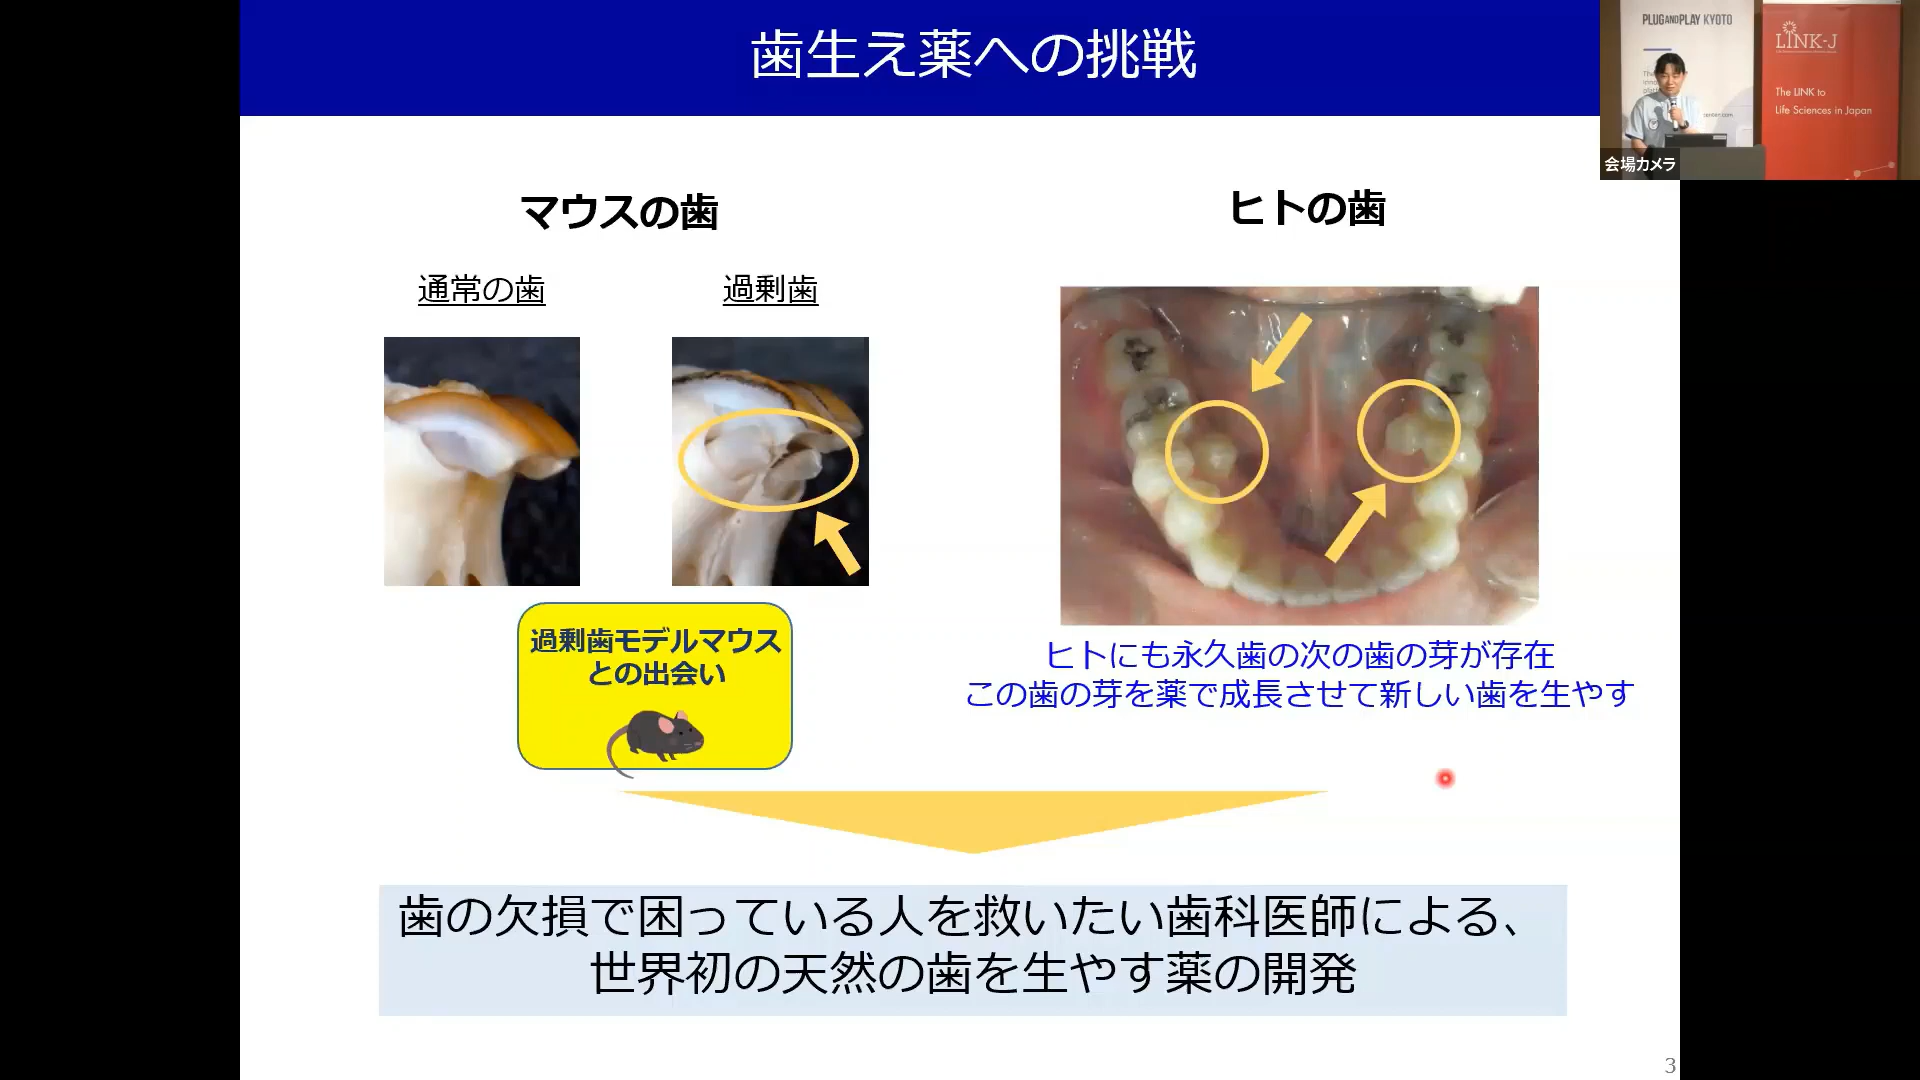 歯生え薬への挑戦
PLUGANDPLAY KYOTO
LINK-J
The LINK to
Life Sciences in Japan
会場カメラ
マウスの歯
ヒトの歯
通常の歯
過剰歯
過剰歯モデルマウス
との出会い
ヒトにも永久歯の次の歯の芽が存在
この歯の芽を薬で成長させて新しい歯を生やす
歯の欠損で困っている人を救いたい歯科医師による、
世界初の天然の歯を生やす薬の開発
3